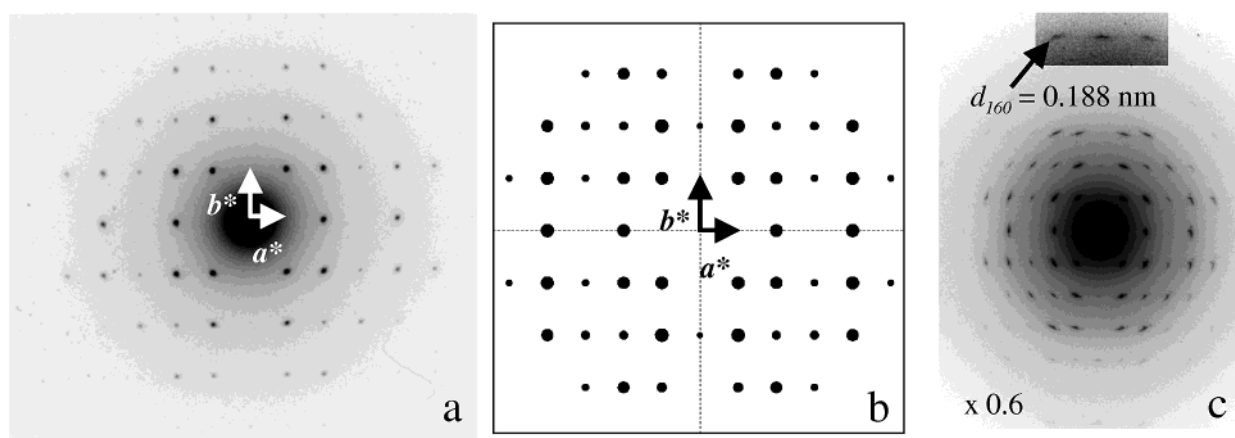 d160 = 0.188 nm
b*
a*
b*
a*
x 0.6
a
b
c